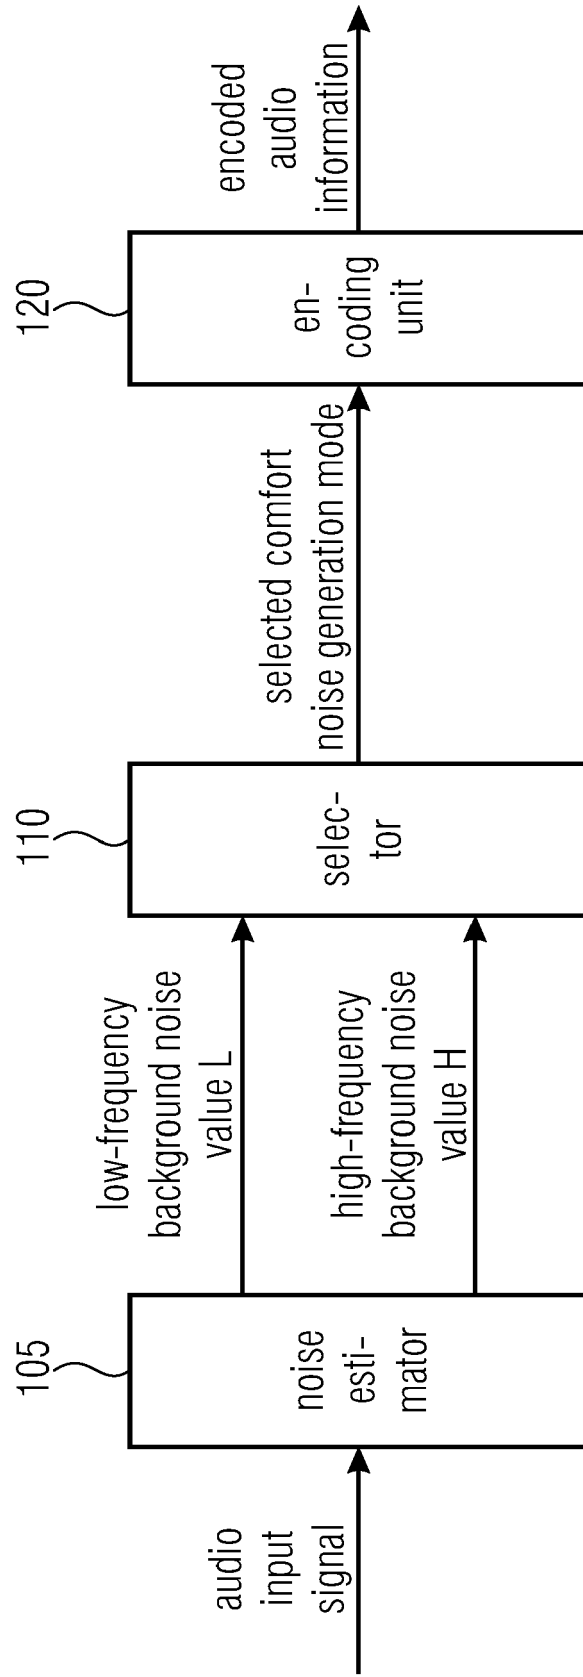 audio
input
signal
105
noise
esti-
mator
low-frequency
background noise
value L
high-frequency
background noise
value H
110
selec-
tor
selected comfort
noise generation mode
120
en-
coding
unit
encoded
audio
information